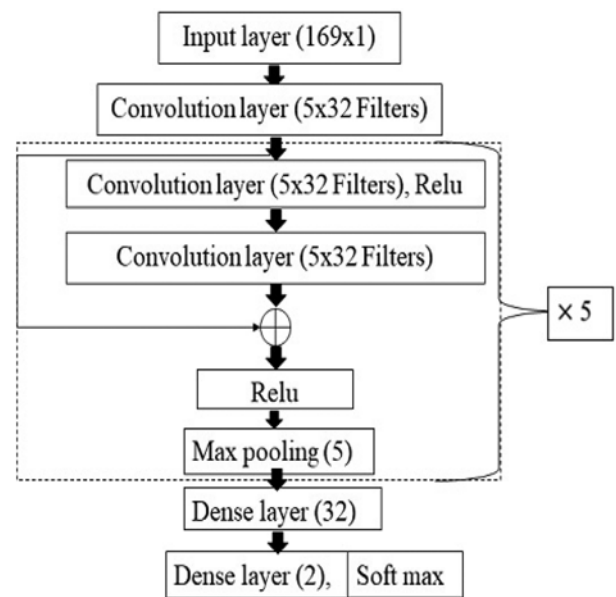 Input layer (169x1)
Convolution layer (5x32 Filters)
Convolution layer (5x32 Filters), Relu
Convolution layer (5x32 Filters)
× 5
Relu
Max pooling (5)
Dense layer (32)
Dense layer (2), Soft max